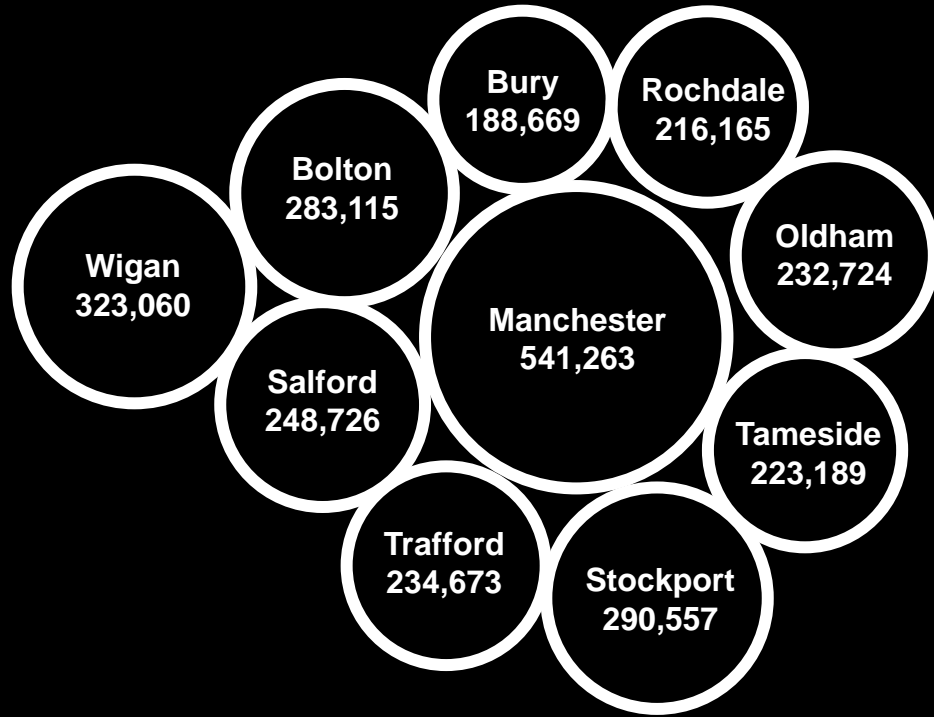 Bury
188,669
Rochdale
216,165
Bolton
283,115
Oldham
232,724
Wigan
323,060
Manchester
541,263
Salford
248,726
Tameside
223,189
Trafford
234,673
Stockport
290,557